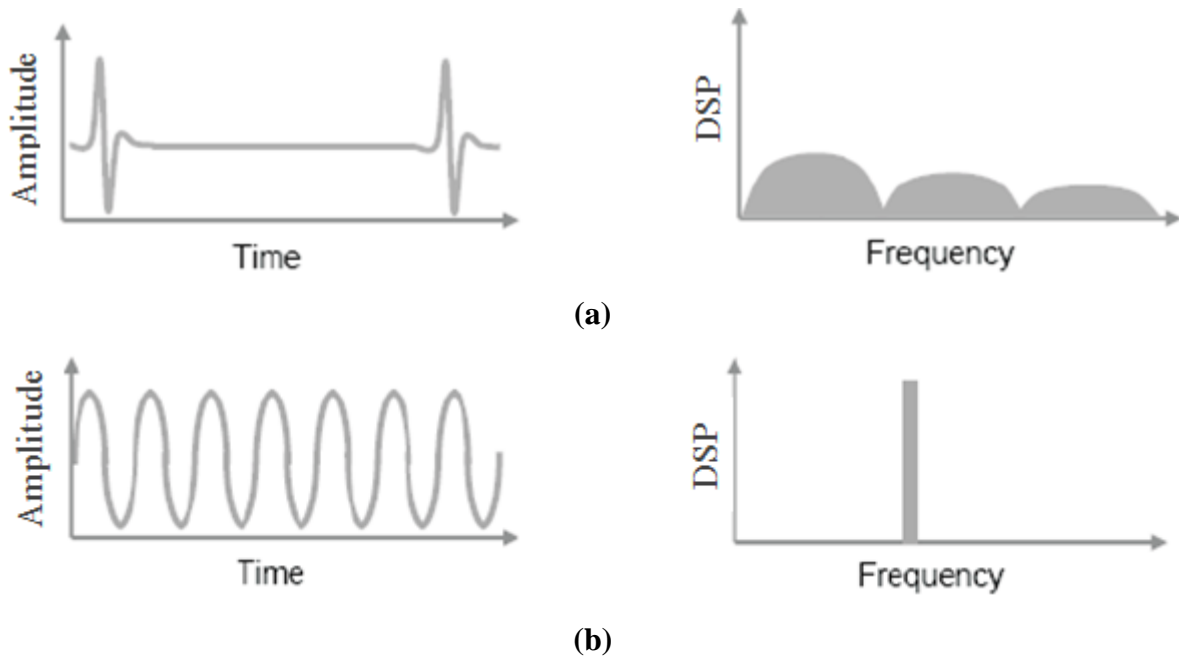 Amplitude
Time
DSP
Frequency
(a)
Amplitude
Time
DSP
Frequency
(b)